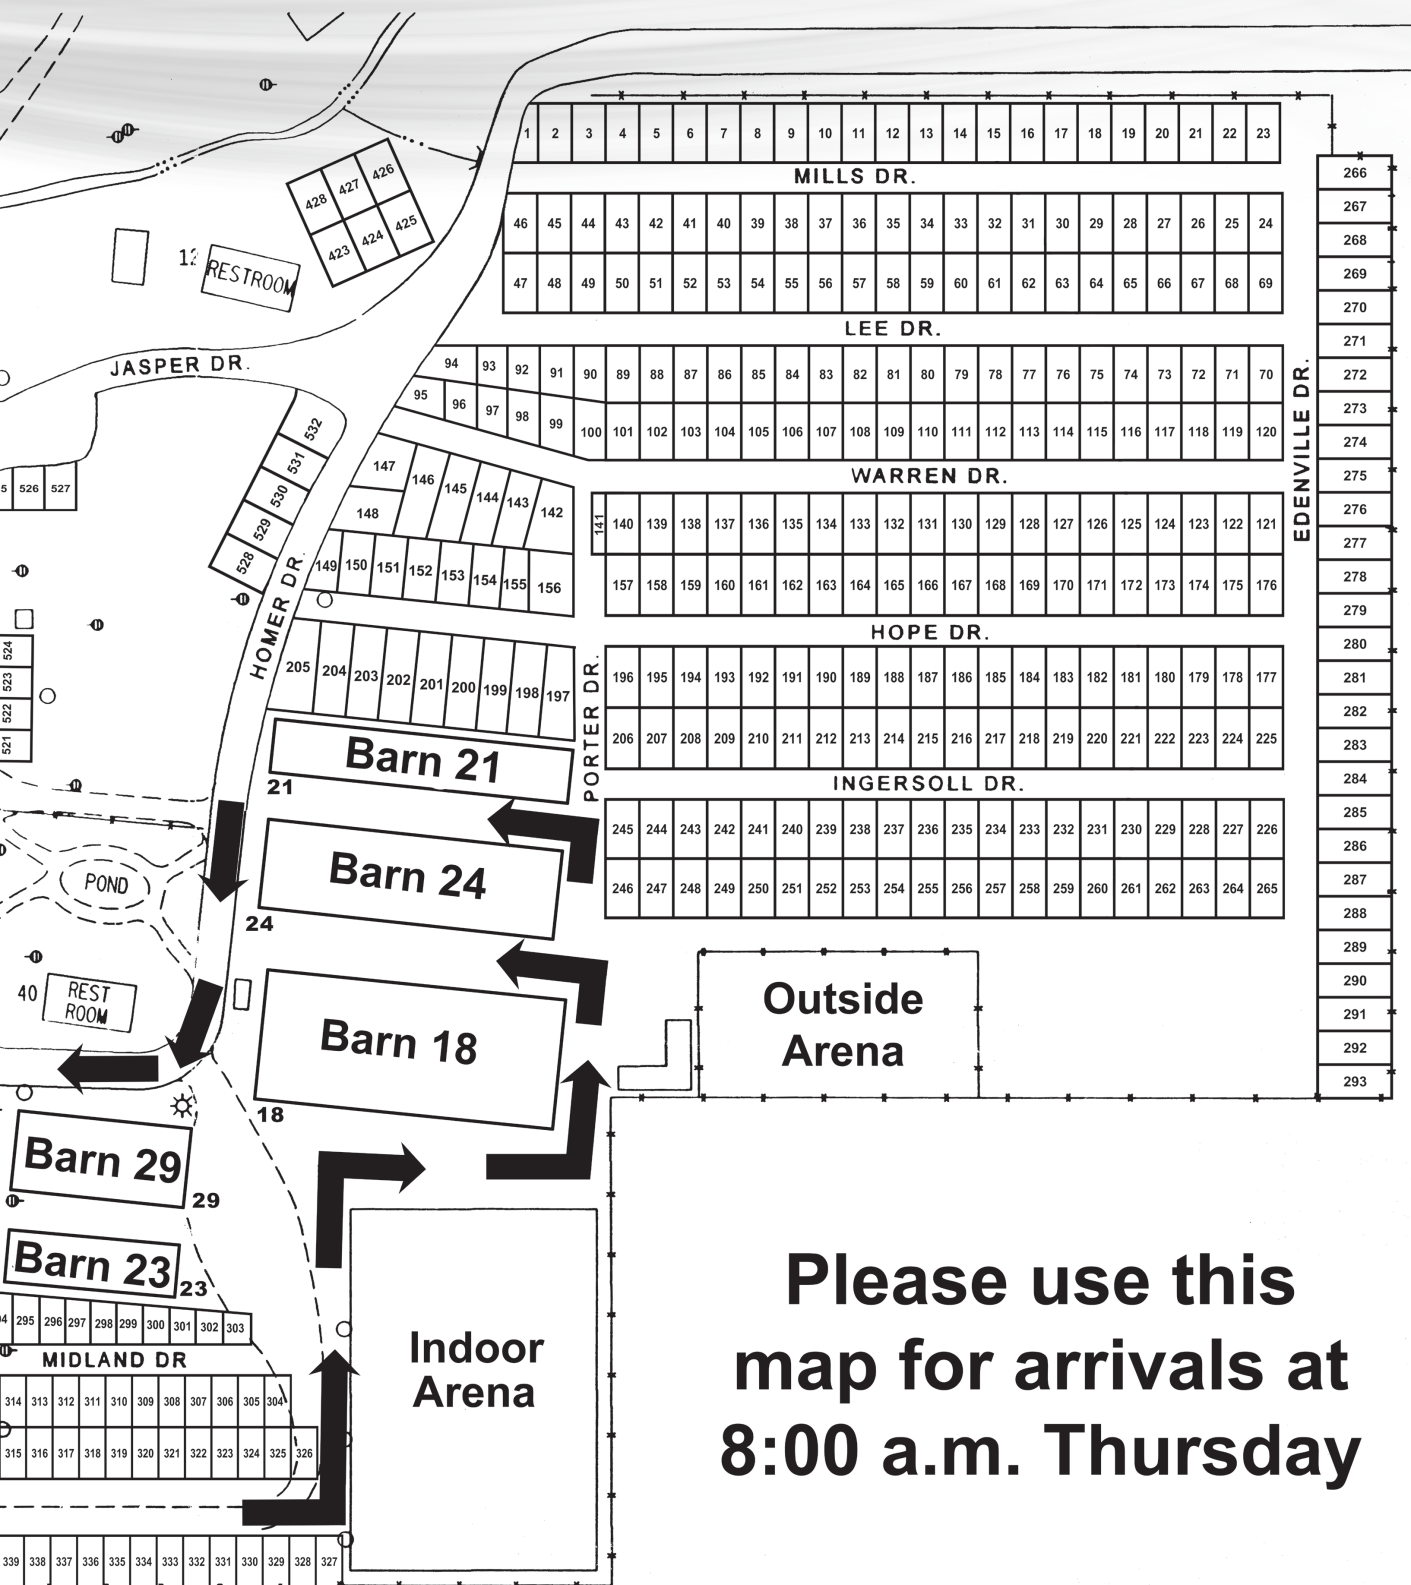 1 2 3 4 5 6 7 8 9 10 11 12 13 14 15 16 17 18 19 20 21 22 23
MILLS DR.
46 45 44 43 42 41 40 39 38 37 36 35 34 33 32 31 30 29 28 27 26 25 24
47 48 49 50 51 52 53 54 55 56 57 58 59 60 61 62 63 64 65 66 67 68 69
LEE DR.
94 93 92 91 90 89 88 87 86 85 84 83 82 81 80 79 78 77 76 75 74 73 72 71 70
95 96 97 98 99 100 101 102 103 104 105 106 107 108 109 110 111 112 113 114 115 116 117 118 119 120
WARREN DR.
147 146 145 144 143 142
148
141 140 139 138 137 136 135 134 133 132 131 130 129 128 127 126 125 124 123 122 121
149 150 151 152 153 154 155 156
157 158 159 160 161 162 163 164 165 166 167 168 169 170 171 172 173 174 175 176
HOPE DR.
205 204 203 202 201 200 199 198 197
196 195 194 193 192 191 190 189 188 187 186 185 184 183 182 181 180 179 178 177
206 207 208 209 210 211 212 213 214 215 216 217 218 219 220 221 222 223 224 225
INGERSOLL DR.
245 244 243 242 241 240 239 238 237 236 235 234 233 232 231 230 229 228 227 226
246 247 248 249 250 251 252 253 254 255 256 257 258 259 260 261 262 263 264 265
EDENVILLE DR.
266
267
268
269
270
271
272
273
274
275
276
277
278
279
280
281
282
283
284
285
286
287
288
289
290
291
292
293
428 427 426
423 424 425
12
RESTROOM
JASPER DR.
532
531
530
529
528
5 526 527
HOMER DR.
524
523
522
521
PORTER DR.
Barn 21
21
Barn 24
24
POND
40
REST
ROOM
Barn 18
18
Outside
Arena
Barn 29
29
Barn 23
23
295 296 297 298 299 300 301 302 303
MIDLAND DR
314 313 312 311 310 309 308 307 306 305 304
315 316 317 318 319 320 321 322 323 324 325 326
339 338 337 336 335 334 333 332 331 330 329 328 327
Indoor
Arena
Please use this
map for arrivals at
8:00 a.m. Thursday